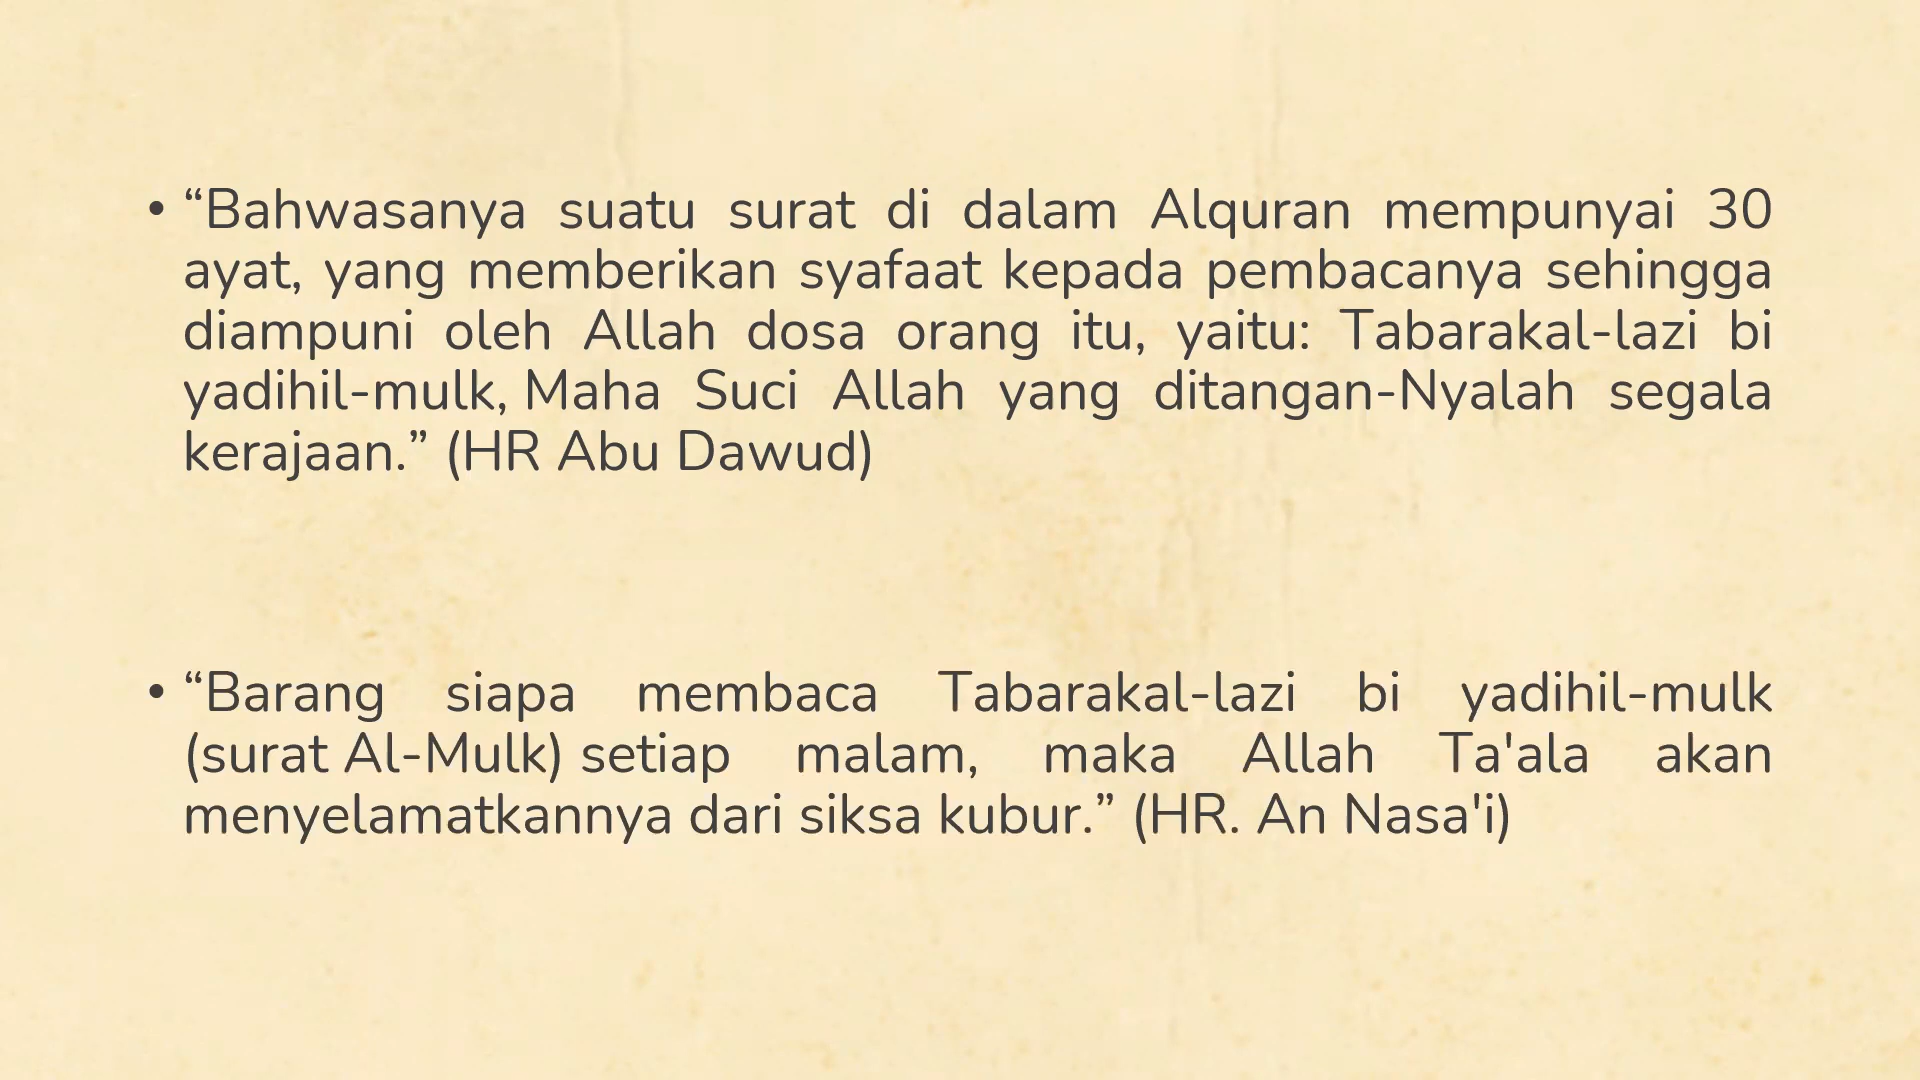 • “Bahwasanya suatu surat di dalam Alquran mempunyai 30
ayat, yang memberikan syafaat kepada pembacanya sehingga
diampuni oleh Allah dosa orang itu, yaitu: Tabarakal-lazi bi
yadihil-mulk, Maha Suci Allah yang ditangan-Nyalah segala
kerajaan.” (HR Abu Dawud)
• “Barang siapa membaca Tabarakal-lazi bi yadihil-mulk
(surat Al-Mulk) setiap malam, maka Allah Ta'ala akan
menyelamatkannya dari siksa kubur.” (HR. An Nasa'i)